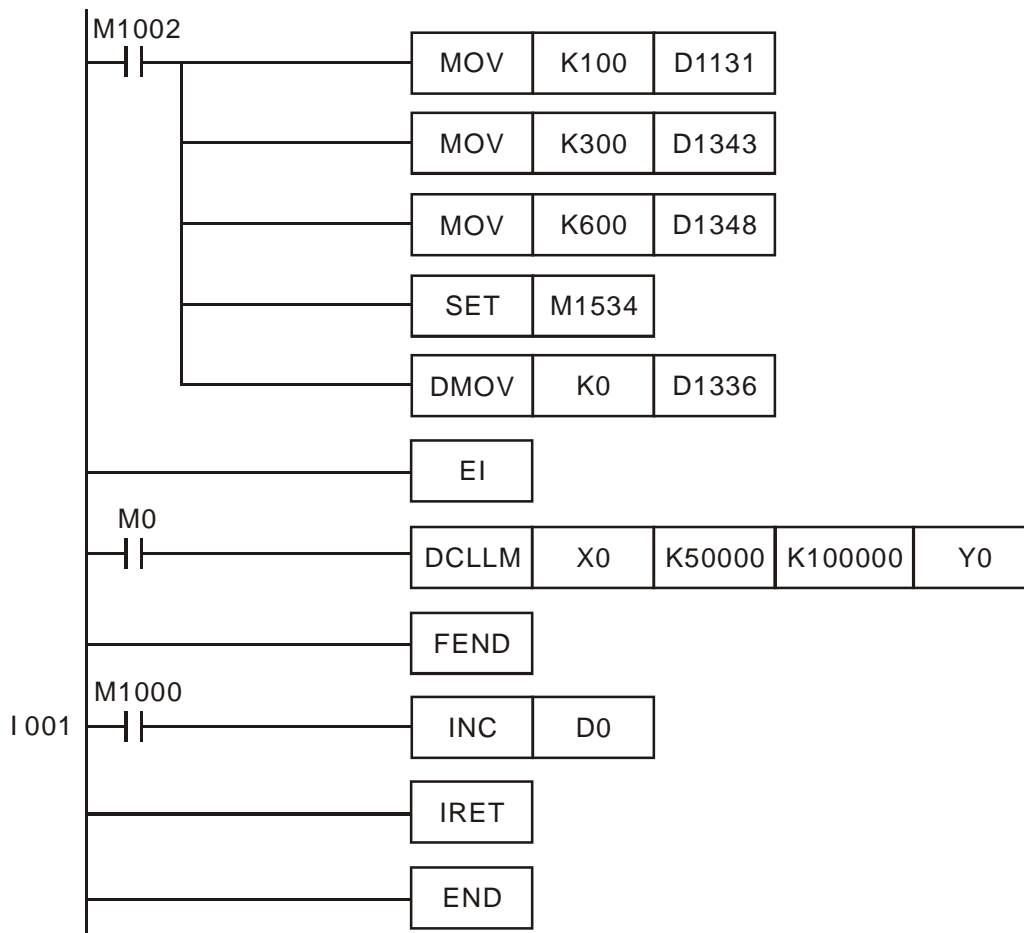 M1002
MOV K100 D1131
MOV K300 D1343
MOV K600 D1348
SET M1534
DMOV K0 D1336
EI
M0
DCLLM X0 K50000 K100000 Y0
FEND
M1000
I 001 INC D0
IRET
END